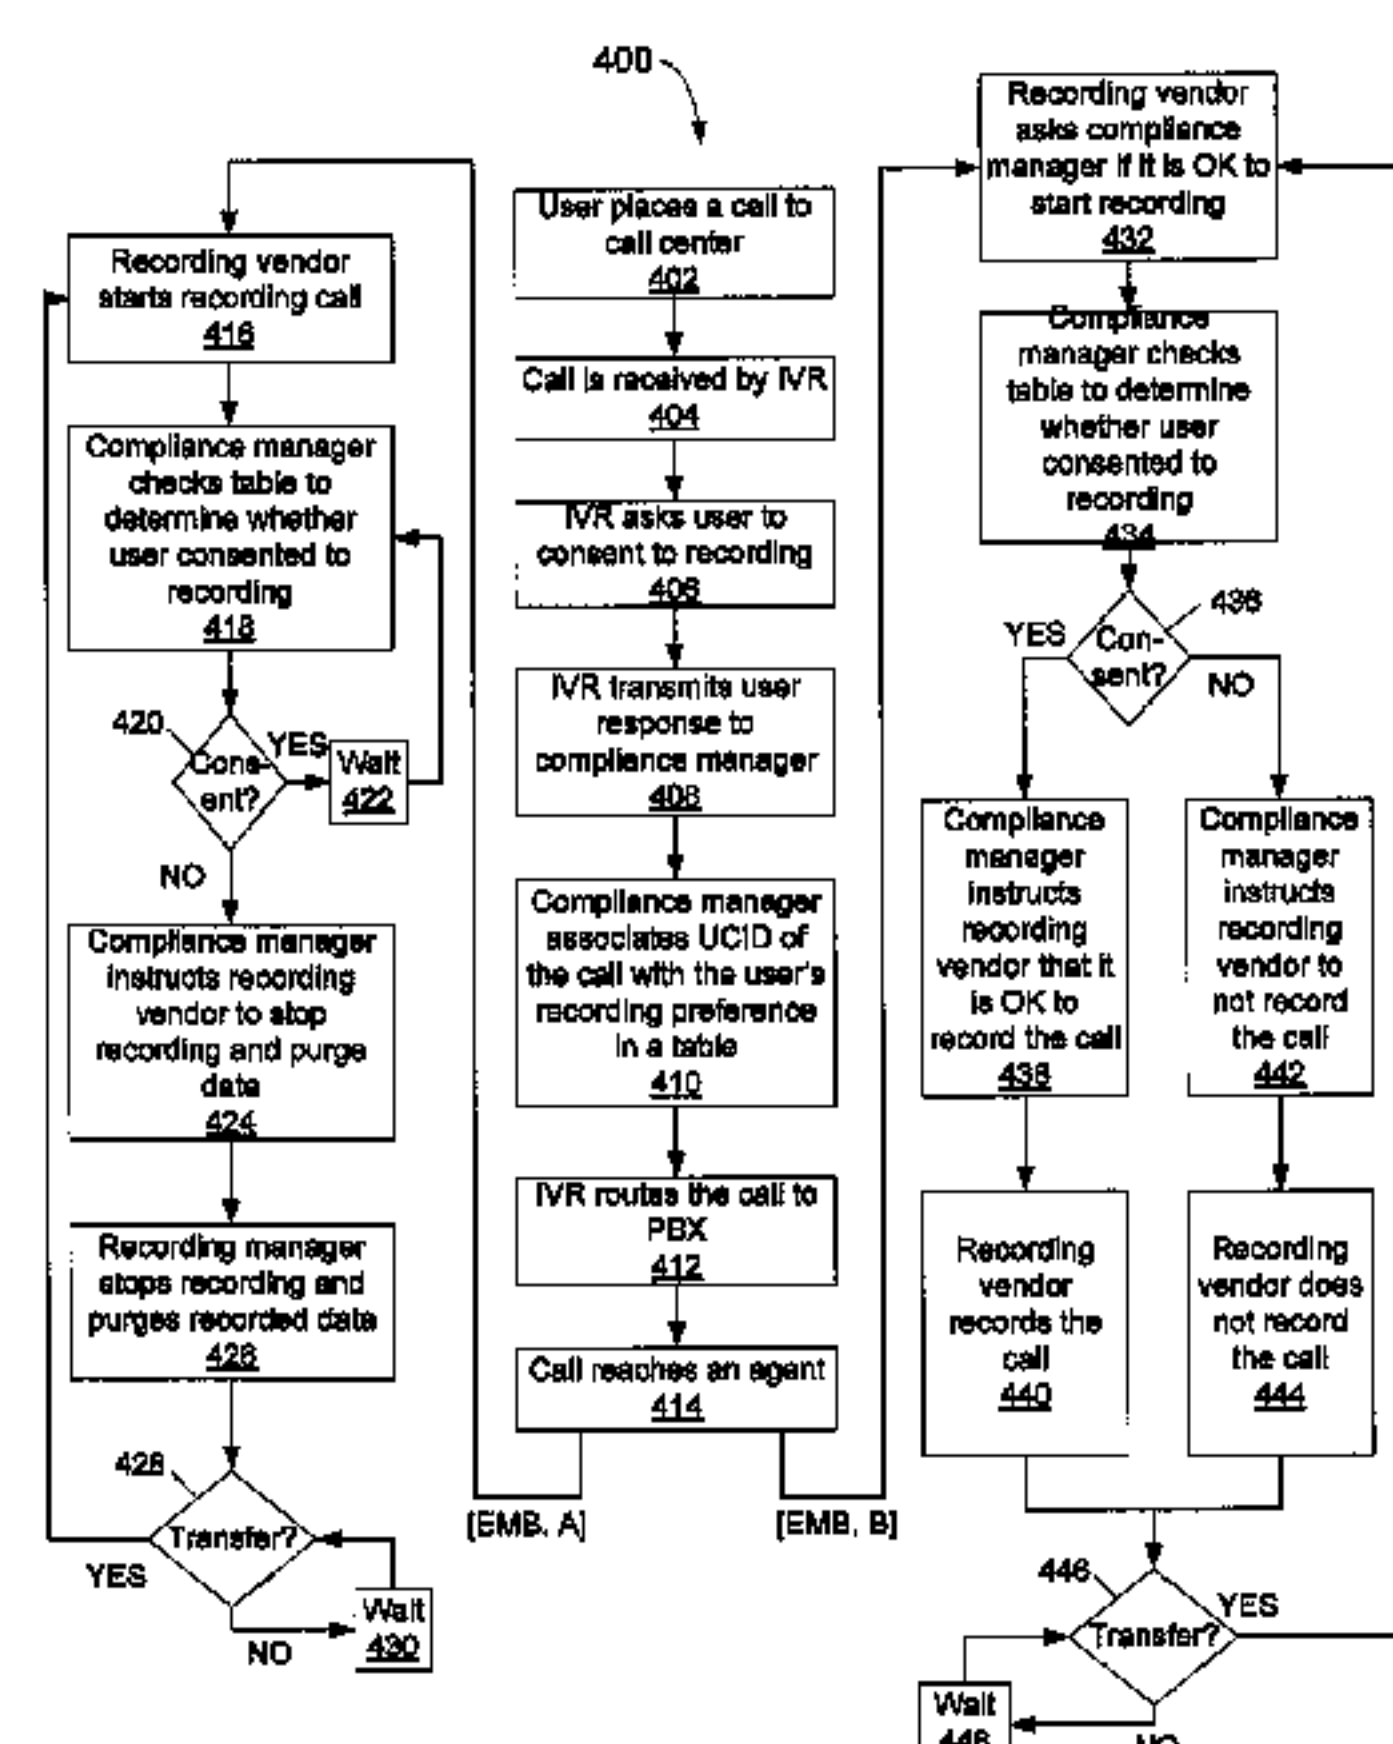 400
User places a call to
call center
402
Call is received by IVR
404
IVR asks user to
consent to recording
406
IVR transmits user
response to
compliance manager
408
Compliance manager
associates UCID of
the call with the user's
recording preference
in a table
410
IVR routes the call to
PBX
412
Call reaches an agent
414
[EMB. A]
[EMB. B]
Recording vendor
starts recording call
416
Compliance manager
checks table to
determine whether
user consented to
recording
418
420
Cons-
ent?
YES
Wait
422
NO
Compliance manager
instructs recording
vendor to stop
recording and purge
data
424
Recording manager
stops recording and
purges recorded data
426
428
Transfer?
YES
NO
Wait
430
Recording vendor
asks compliance
manager if it is OK to
start recording
432
Compliance
manager checks
table to determine
whether user
consented to
recording
434
436
Con-
sent?
YES
NO
Compliance
manager
instructs
recording
vendor that it
is OK to
record the call
438
Recording
vendor
records the
call
440
Compliance
manager
instructs
recording
vendor to
not record
the call
442
Recording
vendor does
not record
the call
444
446
Transfer?
YES
Wait
448
NO